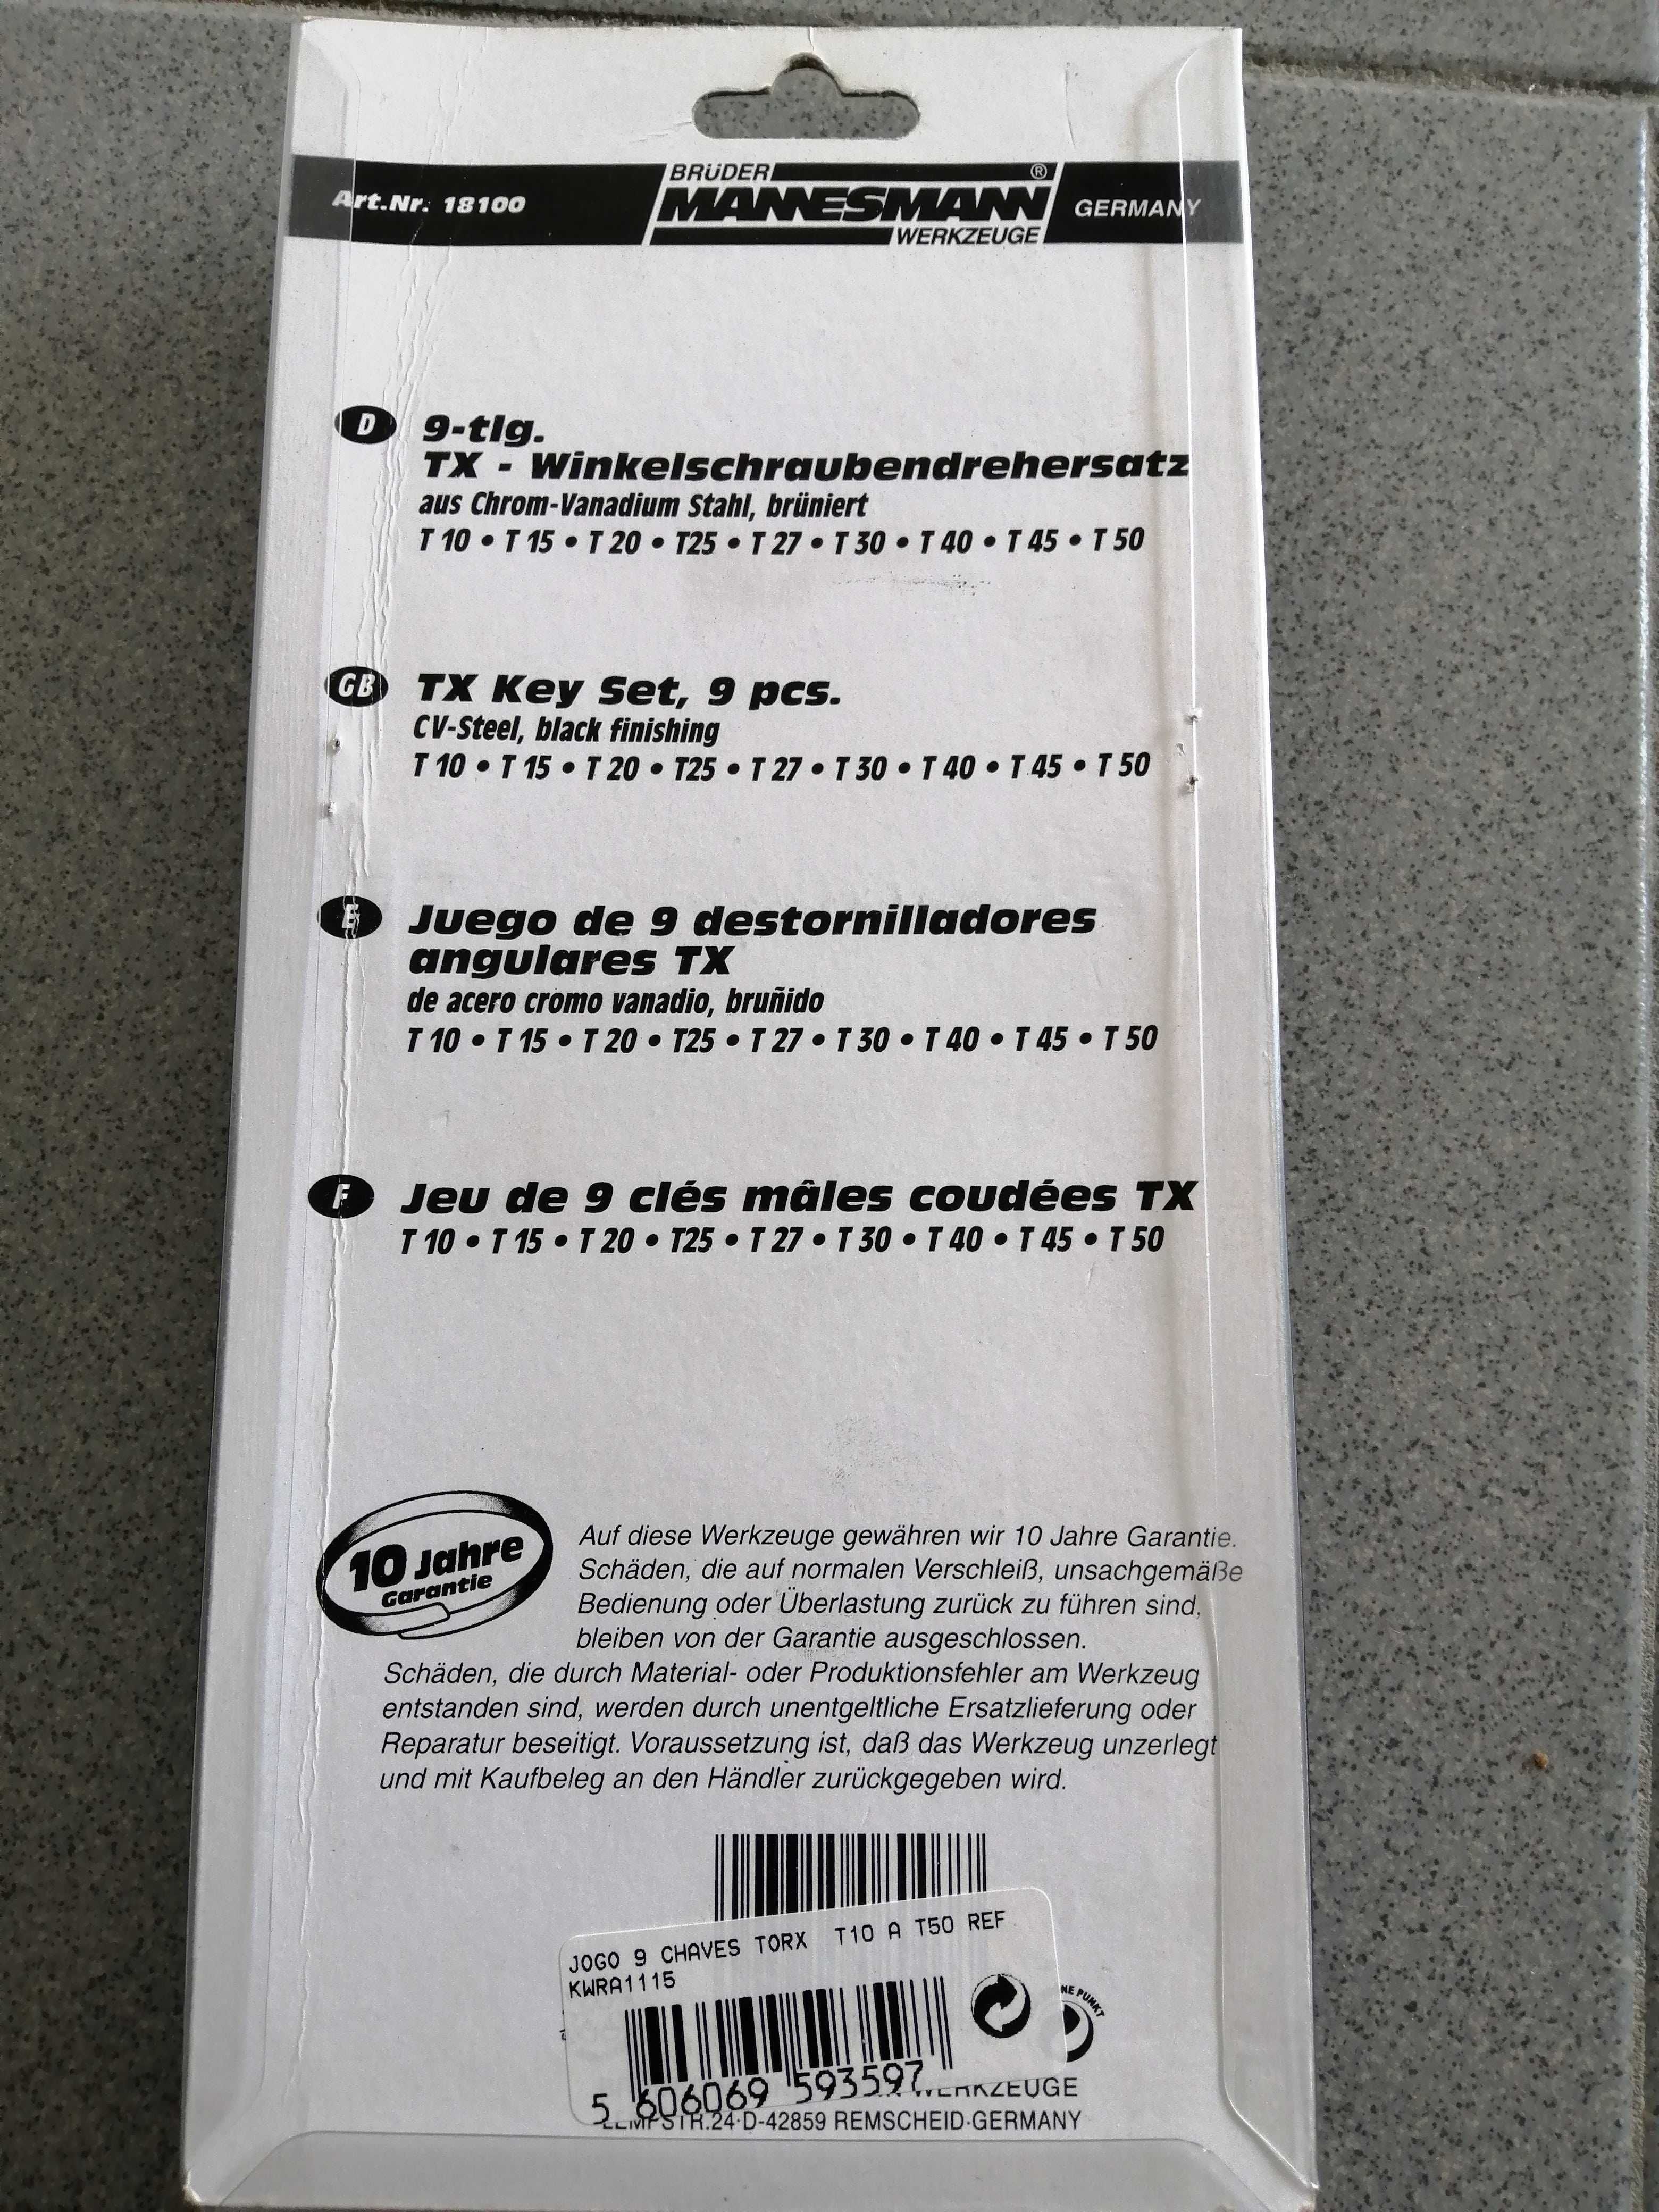 BRÜDER
Art.Nr. 18100 MANNESMANN ® GERMANY
WERKZEUGE
D 9-tlg.
TX - Winkelschraubendrehersatz
aus Chrom-Vanadium Stahl, brüniert
T 10 • T 15 • T 20 • T25 • T 27 • T 30 • T 40 • T 45 • T 50
GB TX Key Set, 9 pcs.
CV-Steel, black finishing
T 10 • T 15 • T 20 • T25 • T 27 • T 30 • T 40 • T 45 • T 50
E Juego de 9 destornilladores
angulares TX
de acero cromo vanadio, bruñido
T 10 • T 15 • T 20 • T25 • T 27 • T 30 • T 40 • T 45 • T 50
F Jeu de 9 clés mâles coudées TX
T 10 • T 15 • T 20 • T25 • T 27 • T 30 • T 40 • T 45 • T 50
10 Jahre
Garantie
Auf diese Werkzeuge gewähren wir 10 Jahre Garantie.
Schäden, die auf normalen Verschleiß, unsachgemäße
Bedienung oder Überlastung zurück zu führen sind,
bleiben von der Garantie ausgeschlossen.
Schäden, die durch Material- oder Produktionsfehler am Werkzeug
entstanden sind, werden durch unentgeltliche Ersatzlieferung oder
Reparatur beseitigt. Voraussetzung ist, daß das Werkzeug unzerlegt
und mit Kaufbeleg an den Händler zurückgegeben wird.
JOGO 9 CHAVES TORX T10 A T50 REF
KWRA1115
PUNKT
5 606069 593597
WERKZEUGE
24·D-42859 REMSCHEID·GERMANY